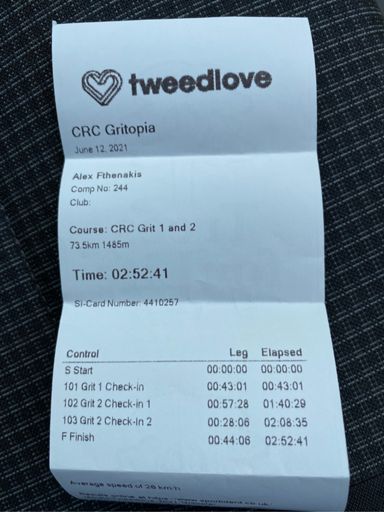 tweedlove
CRC Gritopia
June 12, 2021
Alex Fthenakis
Comp No: 244
Club:
Course: CRC Grit 1 and 2
73.5km 1485m
Time: 02:52:41
SI-Card Number: 4410257
Control Leg Elapsed
S Start 00:00:00 00:00:00
101 Grit 1 Check-in 00:43:01 00:43:01
102 Grit 2 Check-in 1 00:57:28 01:40:29
103 Grit 2 Check-in 2 00:28:06 02:08:35
F Finish 00:44:06 02:52:41
Average speed of 26 km/h
Results online at